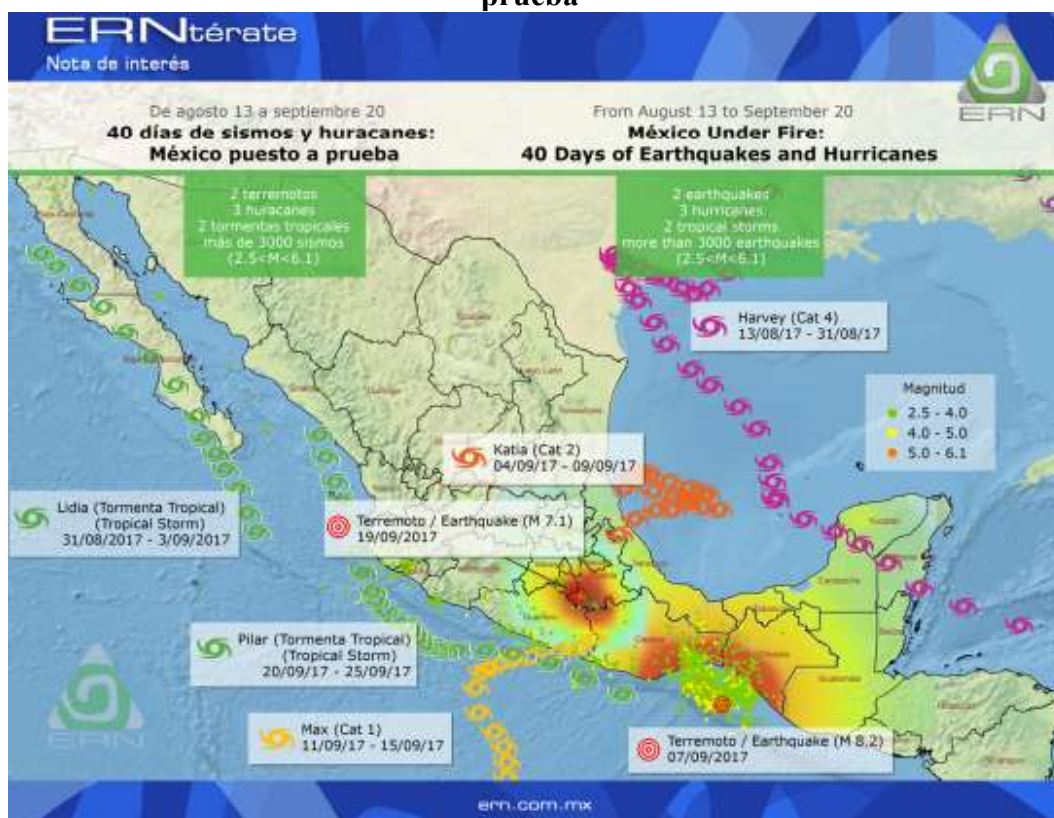 prueba
ERNtérate
Nota de interés
ERN
De agosto 13 a septiembre 20
40 días de sismos y huracanes:
México puesto a prueba
From August 13 to September 20
México Under Fire:
40 Days of Earthquakes and Hurricanes
2 terremotos
3 huracanes
2 tormentas tropicales
más de 3000 sismos
(2.5<M<6.1)
2 earthquakes
3 hurricanes
2 tropical storms
more than 3000 earthquakes
(2.5<M<6.1)
Harvey (Cat 4)
13/08/17 - 31/08/17
Magnitud
2.5 - 4.0
4.0 - 5.0
5.0 - 6.1
Katia (Cat 2)
04/09/17 - 09/09/17
Lidia (Tormenta Tropical)
(Tropical Storm)
31/08/2017 - 3/09/2017
Terremoto / Earthquake (M 7.1)
19/09/2017
Pilar (Tormenta Tropical)
(Tropical Storm)
20/09/17 - 25/09/17
Max (Cat 1)
11/09/17 - 15/09/17
Terremoto / Earthquake (M 8.2)
07/09/2017
ERN
ern.com.mx